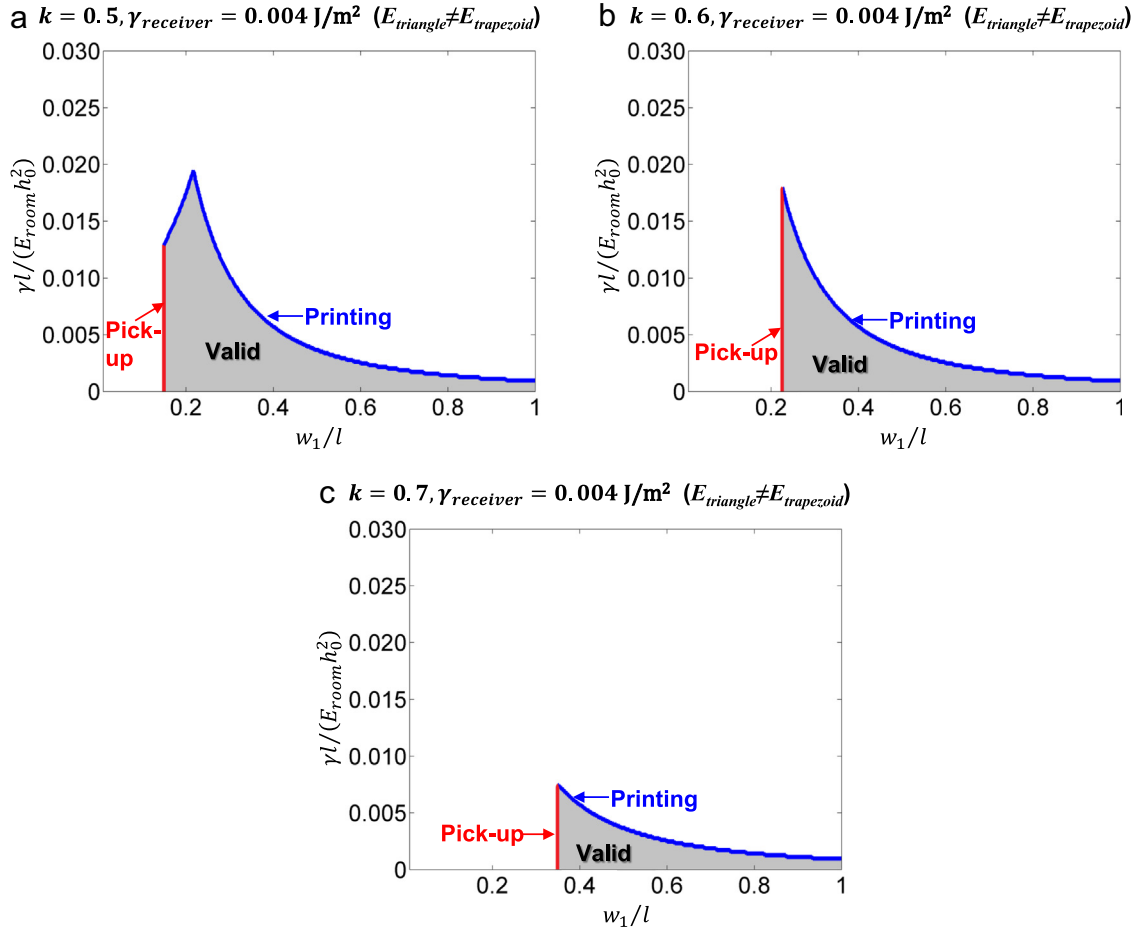 a k = 0.5, γreceiver = 0.004 J/m² (Etriangle≠Etrapezoid)
0.030
0.025
0.020
0.015
0.010
0.005
0
γl/(Eroomh₀²)
Pick-
up
Printing
Valid
0.2 0.4 0.6 0.8 1
w₁/l
b k = 0.6, γreceiver = 0.004 J/m² (Etriangle≠Etrapezoid)
0.030
0.025
0.020
0.015
0.010
0.005
0
γl/(Eroomh₀²)
Pick-up
Printing
Valid
0.2 0.4 0.6 0.8 1
w₁/l
c k = 0.7, γreceiver = 0.004 J/m² (Etriangle≠Etrapezoid)
0.030
0.025
0.020
0.015
0.010
0.005
0
γl/(Eroomh₀²)
Printing
Pick-up
Valid
0.2 0.4 0.6 0.8 1
w₁/l